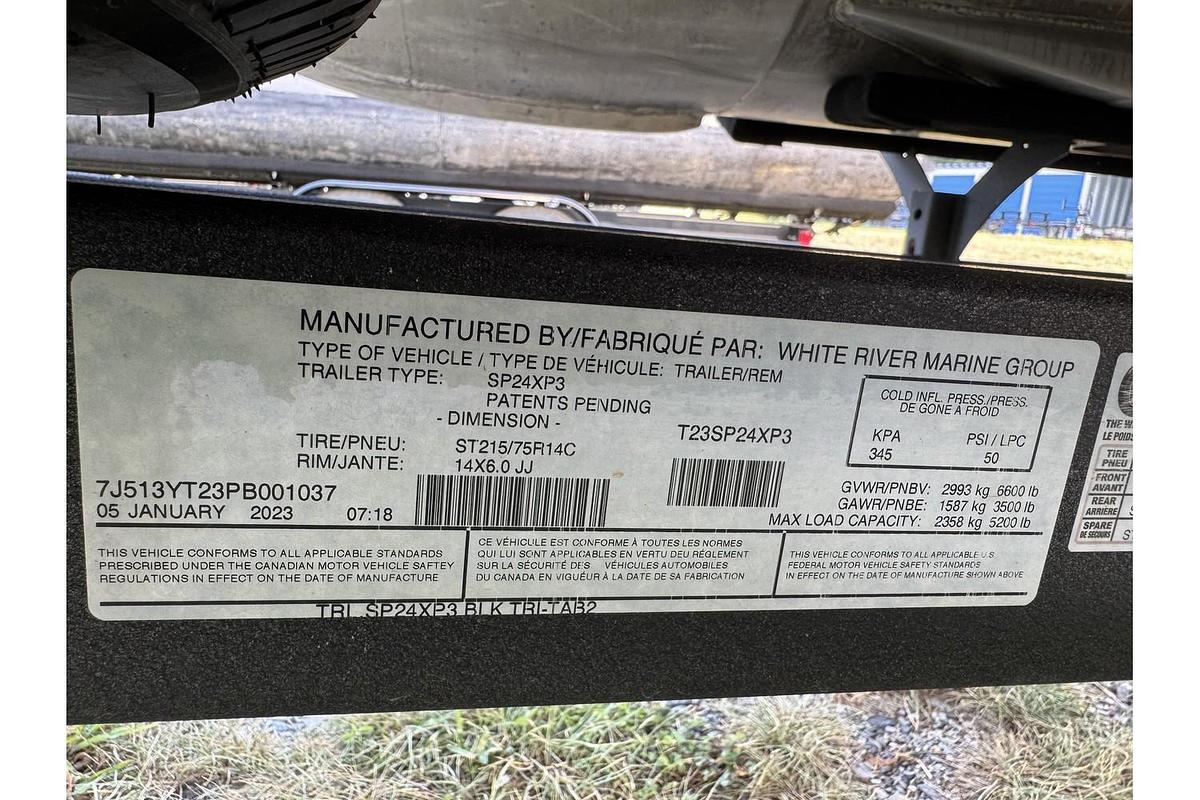 MANUFACTURED BY/FABRIQUÉ PAR: WHITE RIVER MARINE GROUP
TYPE OF VEHICLE / TYPE DE VÉHICULE: TRAILER/REM
TRAILER TYPE: SP24XP3
PATENTS PENDING
- DIMENSION -
TIRE/PNEU: ST215/75R14C
RIM/JANTE: 14X6.0 JJ
T23SP24XP3
COLD INFL. PRESS./PRESS.
DE GONE À FROID
KPA PSI / LPC
345 50
7J513YT23PB001037
05 JANUARY 2023 07:18
GVWR/PNBV: 2993 kg 6600 lb
GAWR/PNBE: 1587 kg 3500 lb
MAX LOAD CAPACITY: 2358 kg 5200 lb
THIS VEHICLE CONFORMS TO ALL APPLICABLE STANDARDS
PRESCRIBED UNDER THE CANADIAN MOTOR VEHICLE SAFTEY
REGULATIONS IN EFFECT ON THE DATE OF MANUFACTURE
CE VÉHICULE EST CONFORME À TOUTES LES NORMES
QUI LUI SONT APPLICABLES EN VERTU DEU RÉGLEMENT
SUR LA SÉCURITÉ DES VÉHICULES AUTOMOBILES
DU CANADA EN VIGUEÛR À LA DATE DE SA FABRICATION
THIS VEHICLE CONFORMS TO ALL APPLICABLE U.S.
FEDERAL MOTOR VEHICLE SAFETY STANDARDS
IN EFFECT ON THE DATE OF MANUFACTURE SHOWN ABOVE
TRL, SP24XP3 BLK TRI-TAB2
THE
LE POIDS
TIRE
PNEU
FRONT
AVANT
REAR
ARRIÈRE
SPARE
DE SECOURS